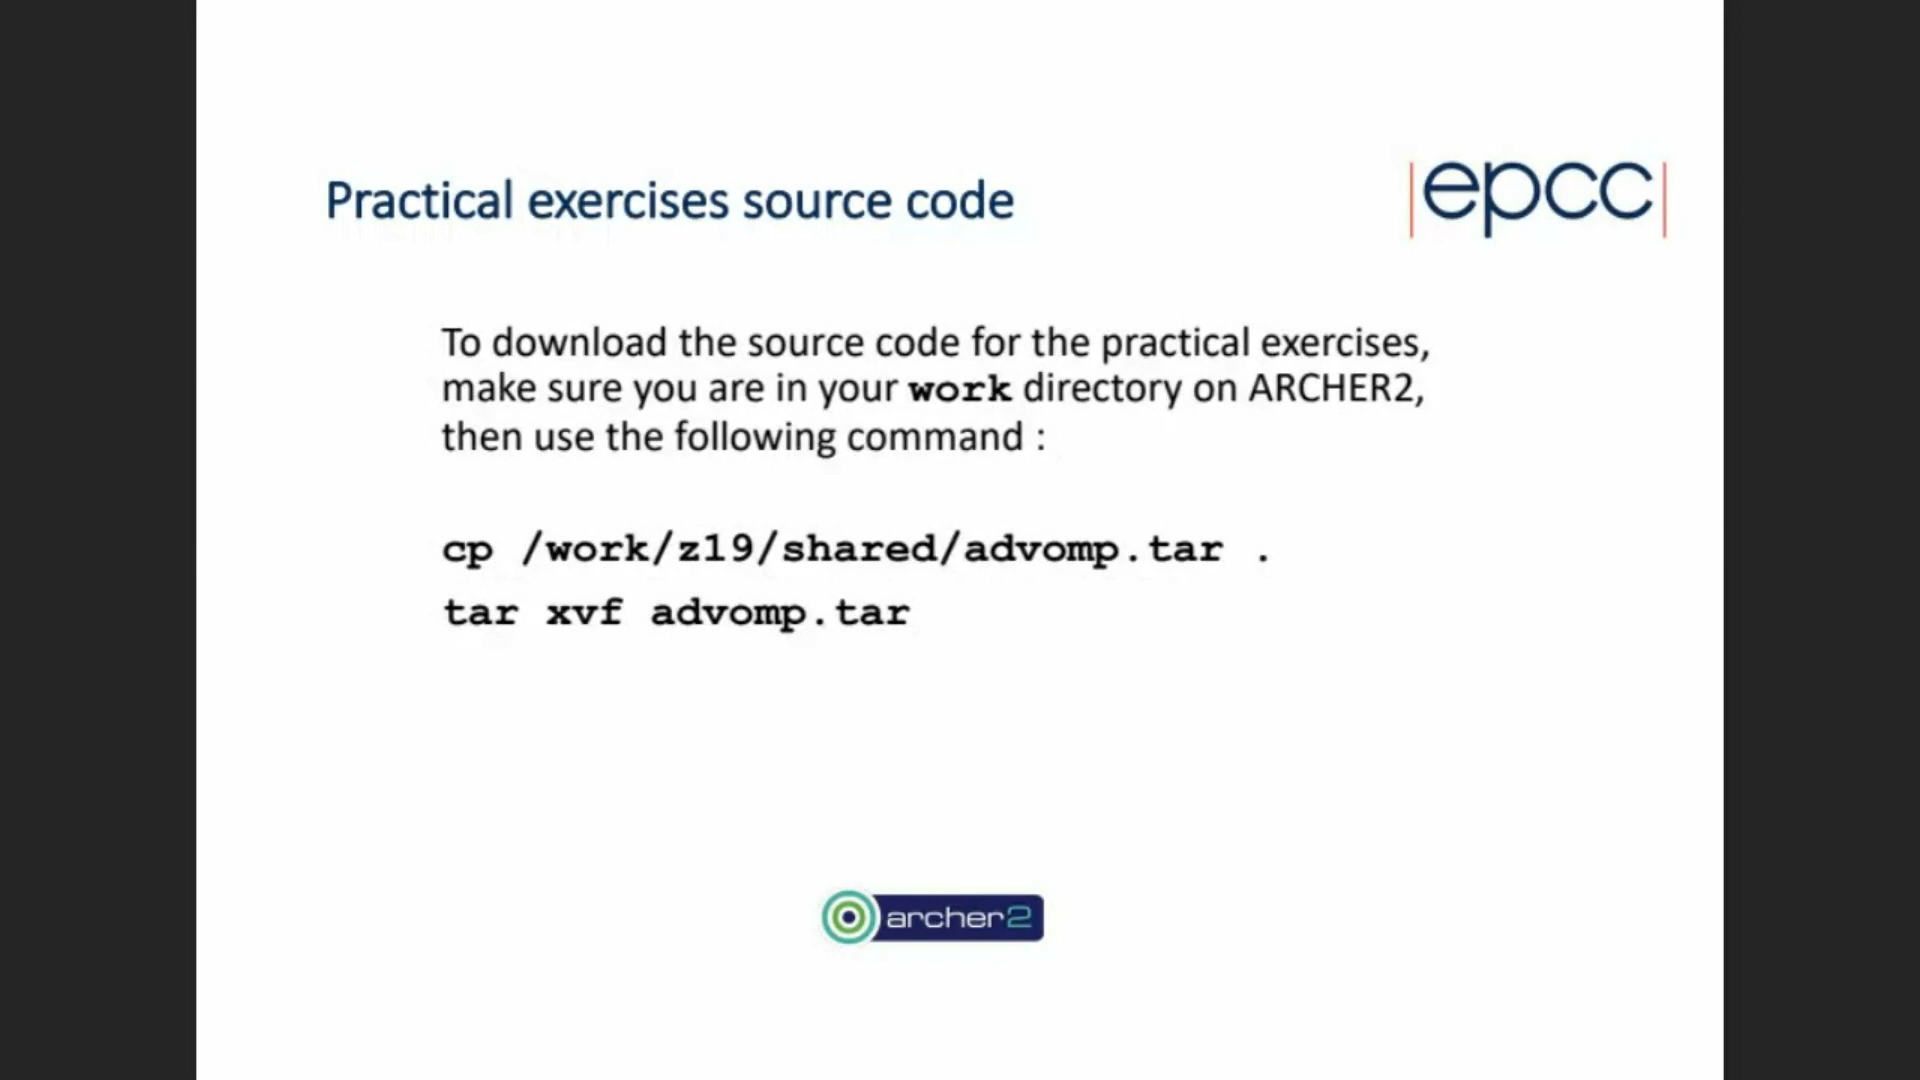 Practical exercises source code
|epcc|
To download the source code for the practical exercises,
make sure you are in your work directory on ARCHER2,
then use the following command :
cp /work/z19/shared/advomp.tar .
tar xvf advomp.tar
archer2